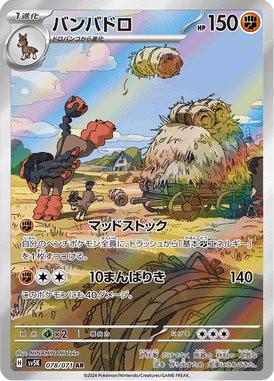 1進化 バンバドロ HP 150
ドロバンコから進化
マッドストック
自分のベンチポケモン全員に、トラッシュから「基本エネルギー」
を1枚ずつつける。
10まんばりき 140
このポケモンにも40ダメージ。
弱点 ×2 抵抗力 にげる
Illus.
sv5K 078/071 AR
©2024 Pokémon/Nintendo/Creatures/GAME FREAK.